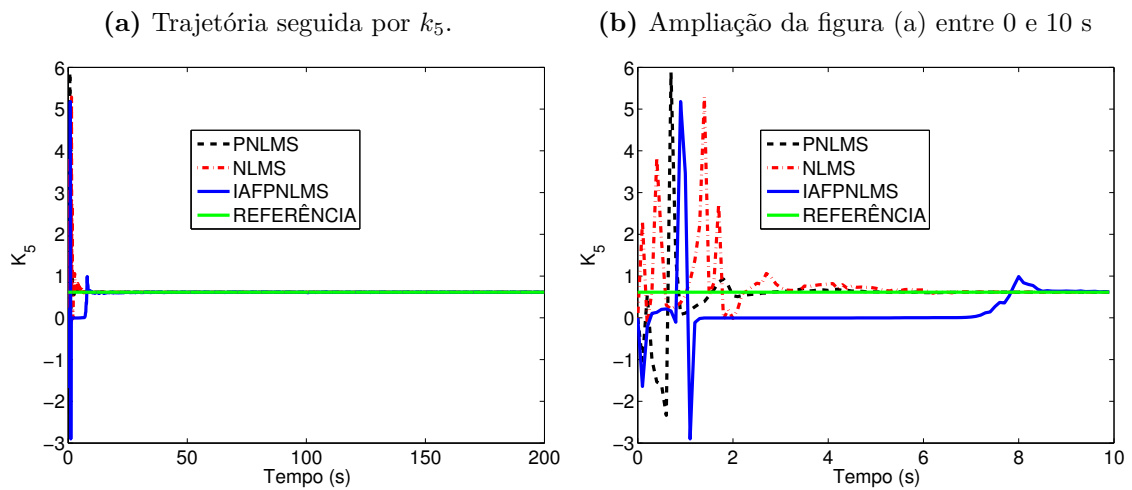 (a) Trajetória seguida por k5.
(b) Ampliação da figura (a) entre 0 e 10 s
6
5
4
3
2
1
0
−1
−2
−3
K5
PNLMS
NLMS
IAFPNLMS
REFERÊNCIA
0 50 100 150 200
Tempo (s)
6
5
4
3
2
1
0
−1
−2
−3
K5
PNLMS
NLMS
IAFPNLMS
REFERÊNCIA
0 2 4 6 8 10
Tempo (s)